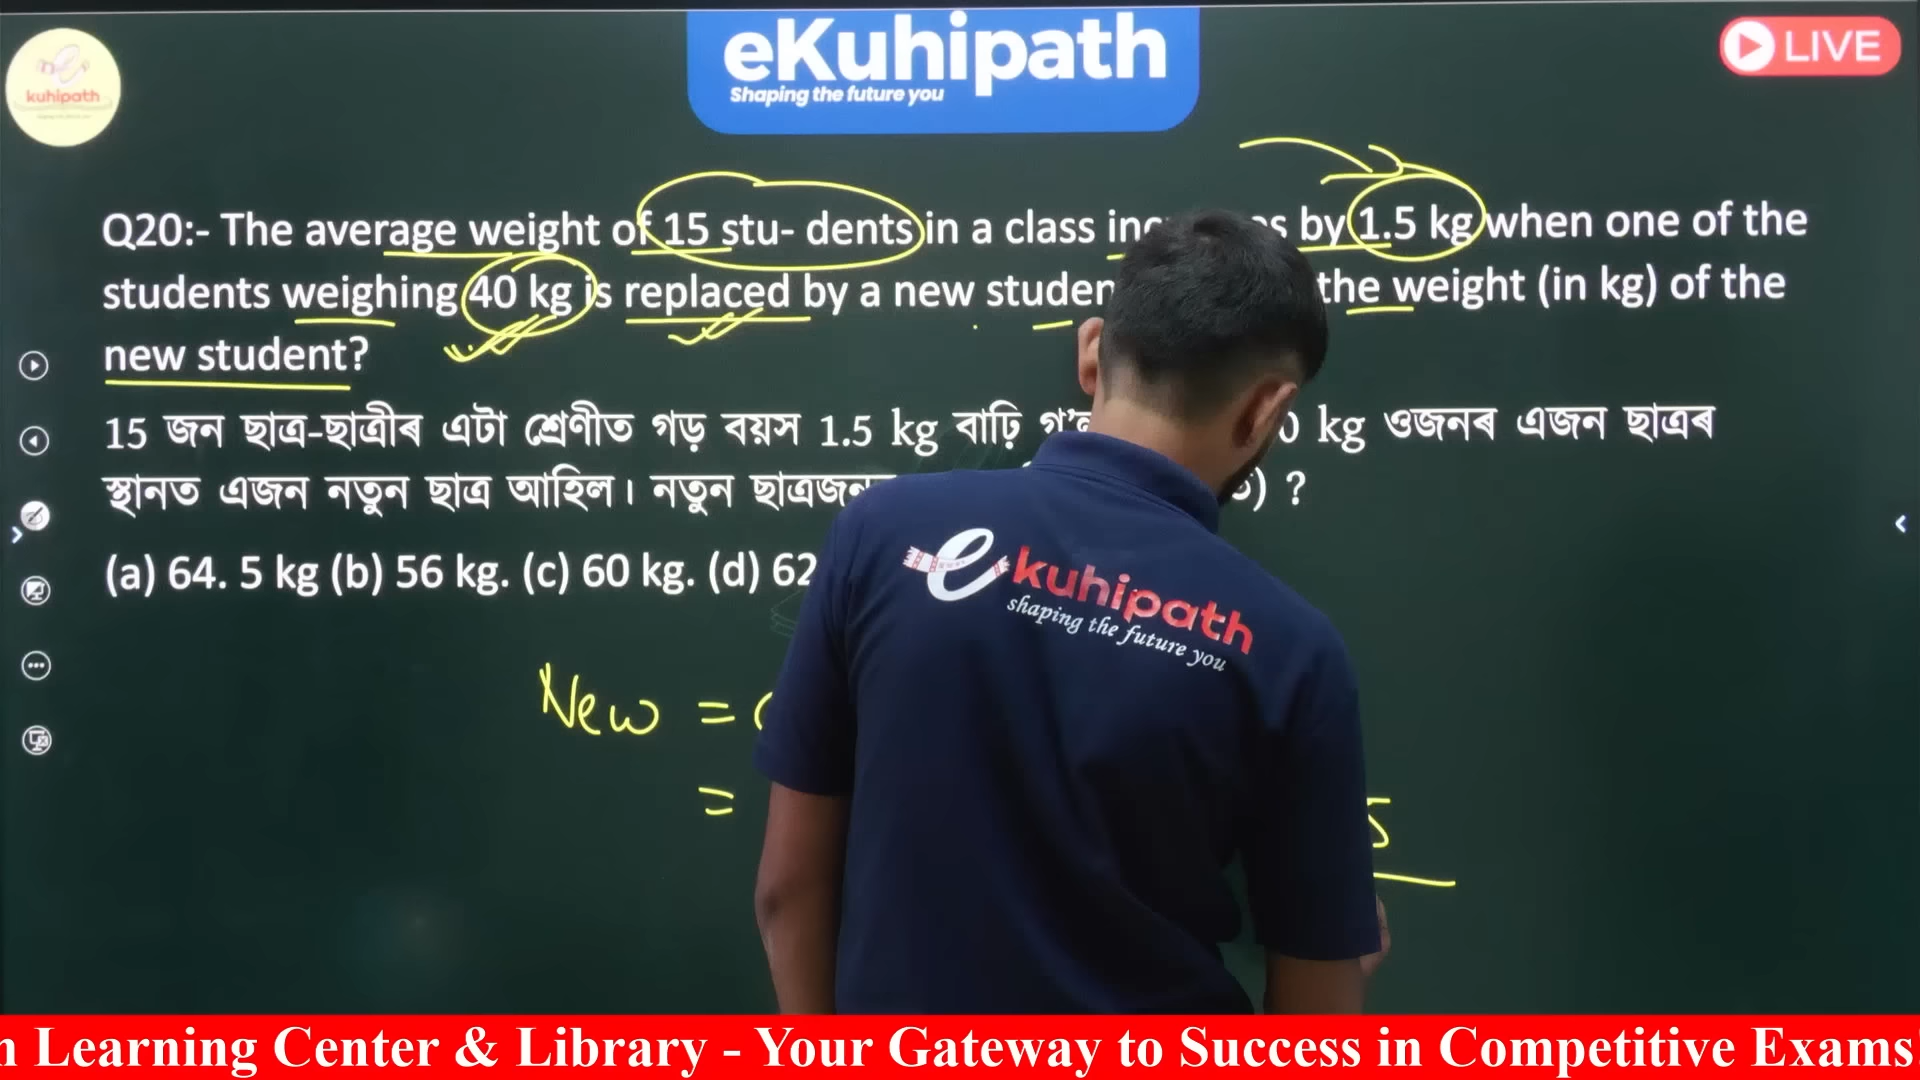 eKuhipath
Shaping the future you
LIVE
kuhipath
Q20:- The average weight of 15 stu- dents in a class by 1.5 kg when one of the
students weighing 40 kg is replaced by a new the weight (in kg) of the
new student?
15 জন ছাত্ৰ-ছাত্ৰীৰ এটা শ্ৰেণীত গড় বয়স 1.5 kg বাঢ়ি kg ওজনৰ এজন ছাত্ৰৰ
স্থানত এজন নতুন ছাত্ৰ আহিল। নতুন ?
(a) 64. 5 kg (b) 56 kg. (c) 60 kg. (d) 62
e kuhipath
shaping the future you
New =
=
5
Learning Center & Library - Your Gateway to Success in Competitive Exams